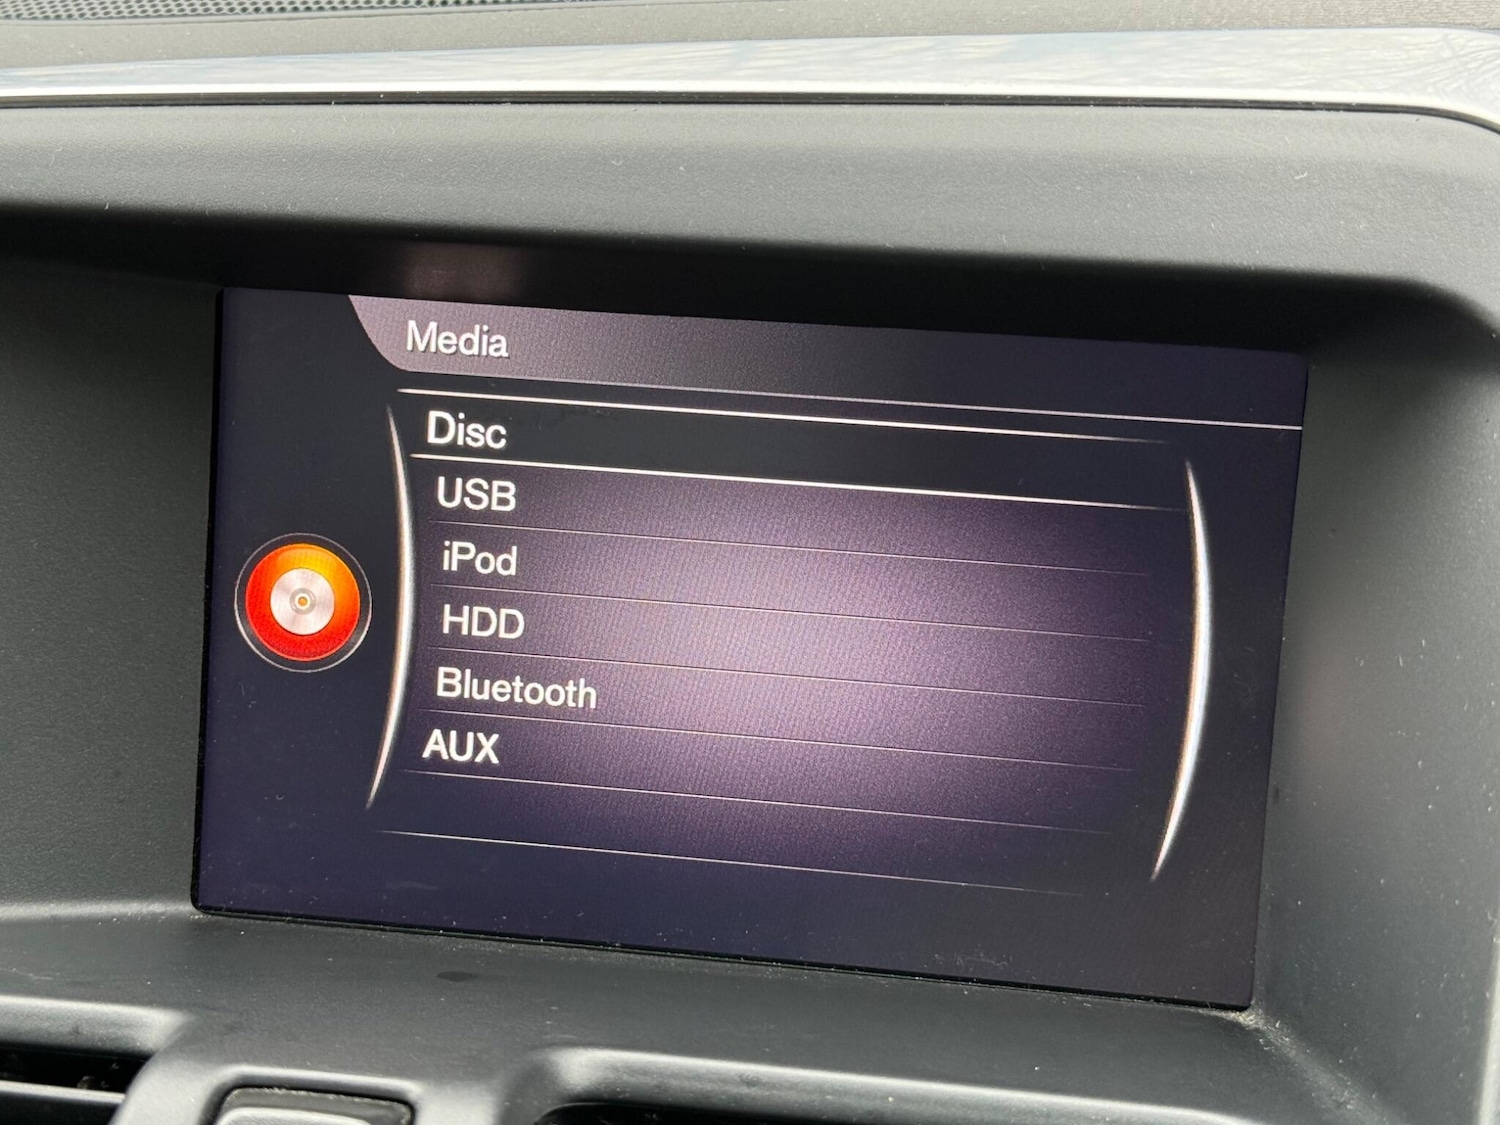 Media
Disc
USB
iPod
HDD
Bluetooth
AUX